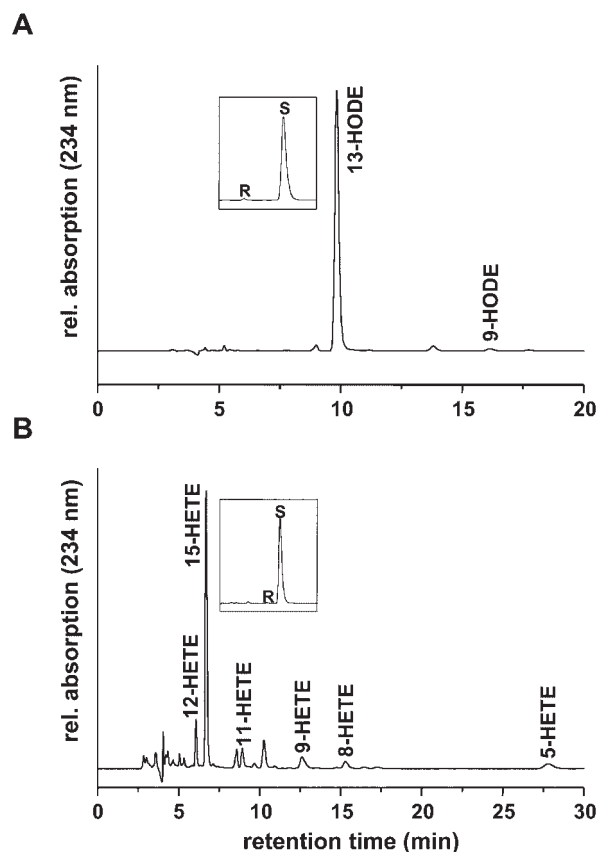 A
rel. absorption (234 nm)
R
S
13-HODE
9-HODE
0
5
10
15
20
B
rel. absorption (234 nm)
12-HETE
15-HETE
R
S
11-HETE
9-HETE
8-HETE
5-HETE
0
5
10
15
20
25
30
retention time (min)